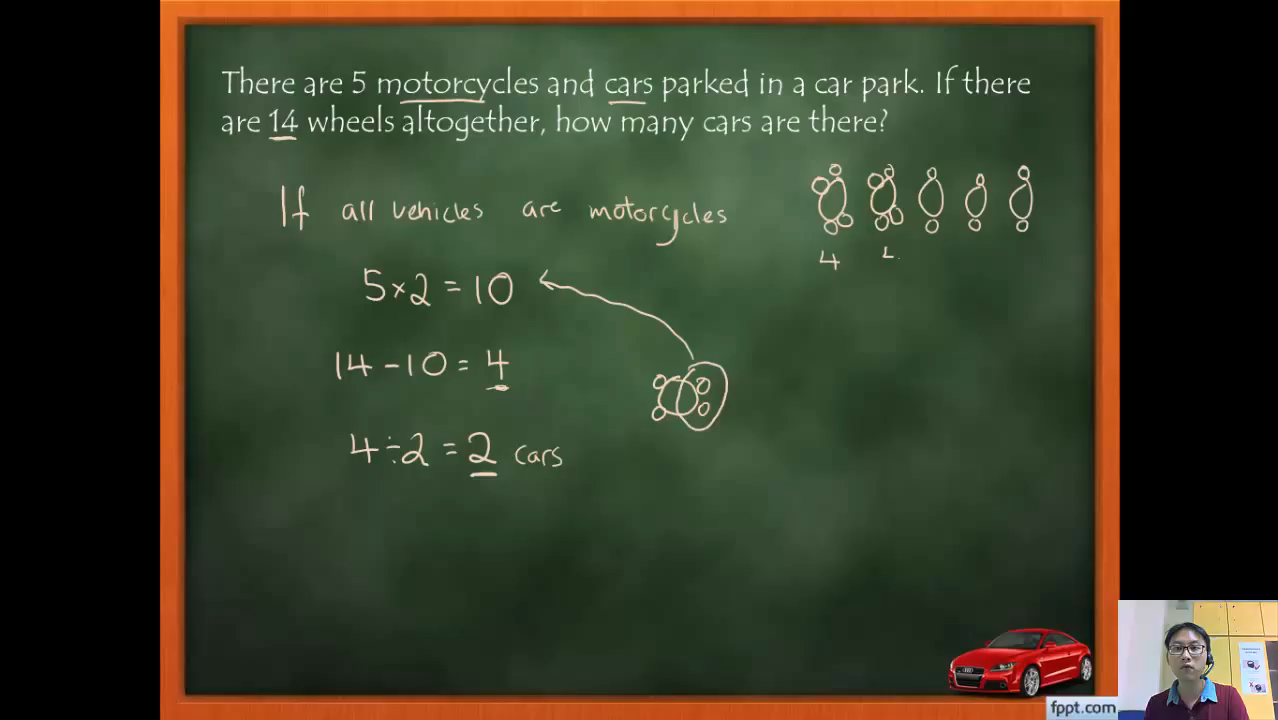 There are 5 motorcycles and cars parked in a car park. If there
are 14 wheels altogether, how many cars are there?
If all vehicles are motorcycles
5×2 = 10
14 - 10 = 4
4÷2 = 2 cars
4
fppt.com